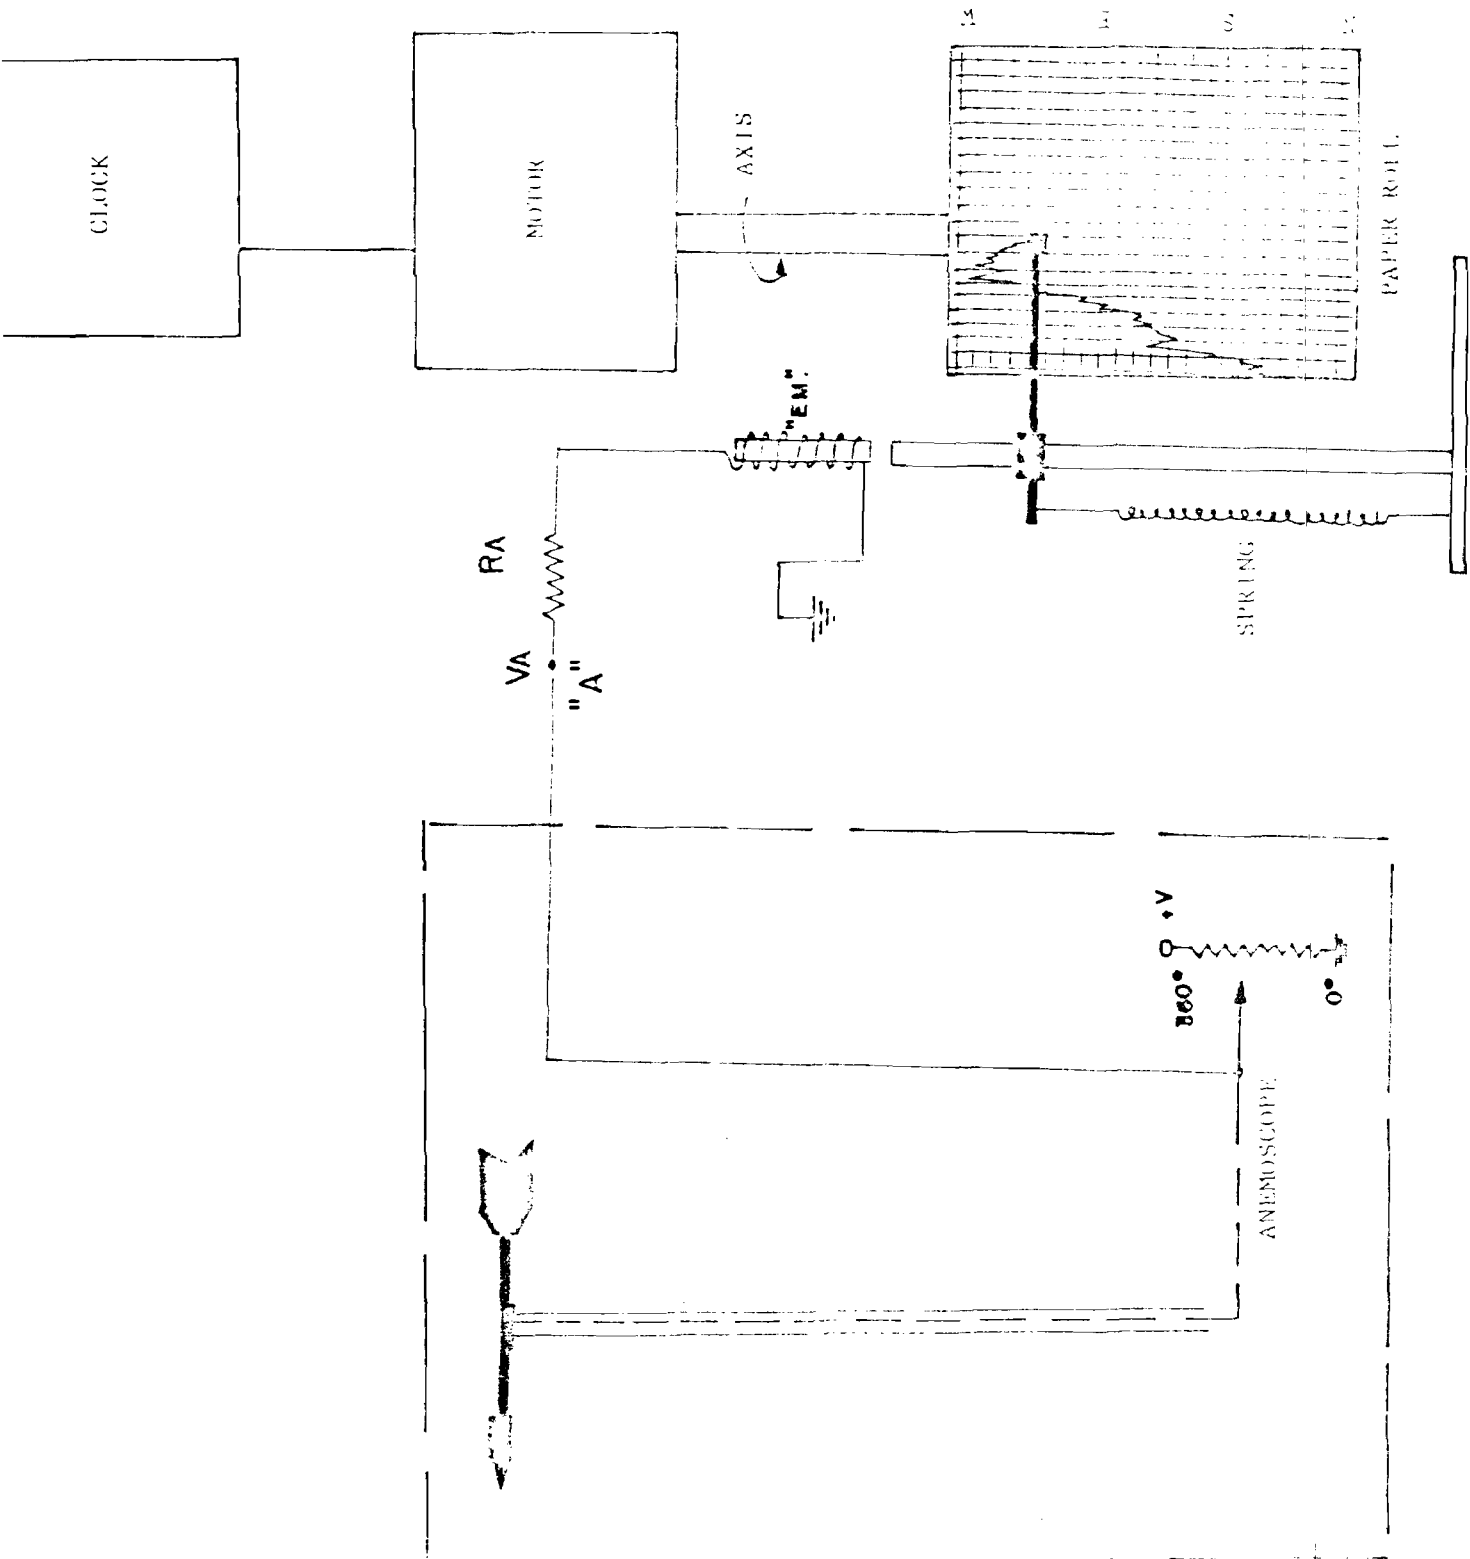 CLOCK
MOTOR
AXIS
S
PAPER ROLL
"EM".
RA
VA
"A"
SPRING
+V
360°
0°
ANEMOSCOPE